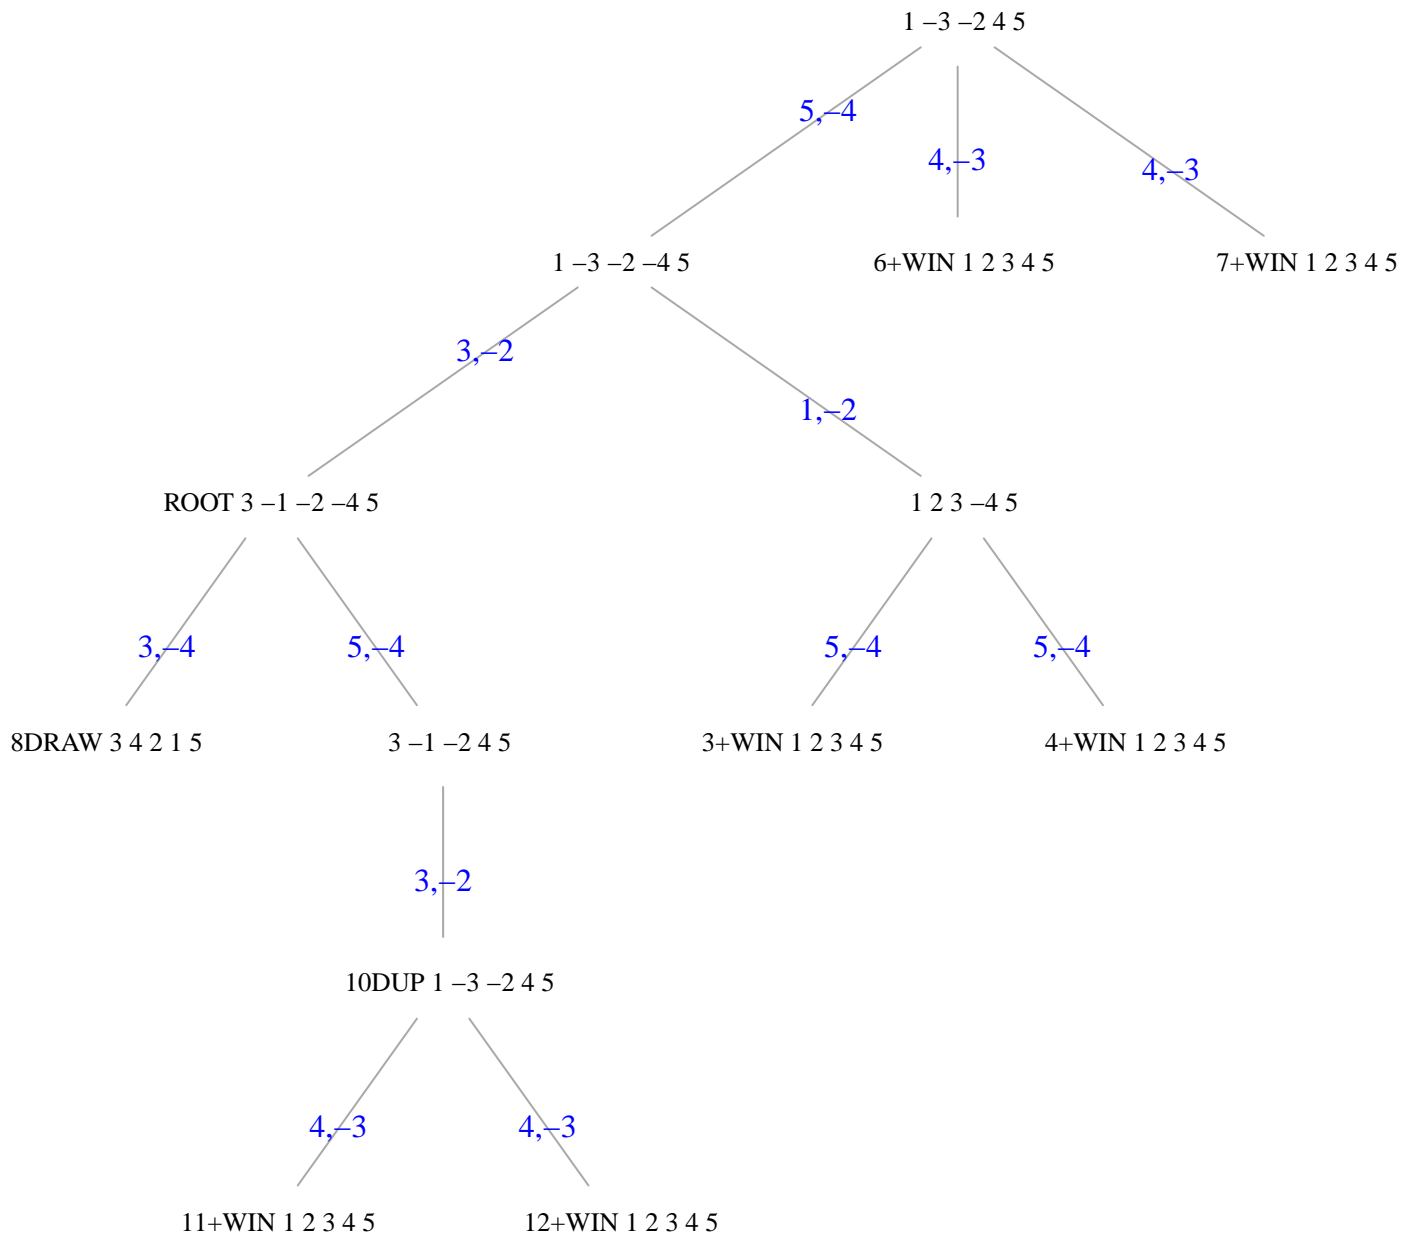 1 –3 –2 4 5
5,–4
4,–3
4,–3
1 –3 –2 –4 5
6+WIN 1 2 3 4 5
7+WIN 1 2 3 4 5
3,–2
1,–2
ROOT 3 –1 –2 –4 5
1 2 3 –4 5
3,–4
5,–4
5,–4
5,–4
8DRAW 3 4 2 1 5
3 –1 –2 4 5
3+WIN 1 2 3 4 5
4+WIN 1 2 3 4 5
3,–2
10DUP 1 –3 –2 4 5
4,–3
4,–3
11+WIN 1 2 3 4 5
12+WIN 1 2 3 4 5